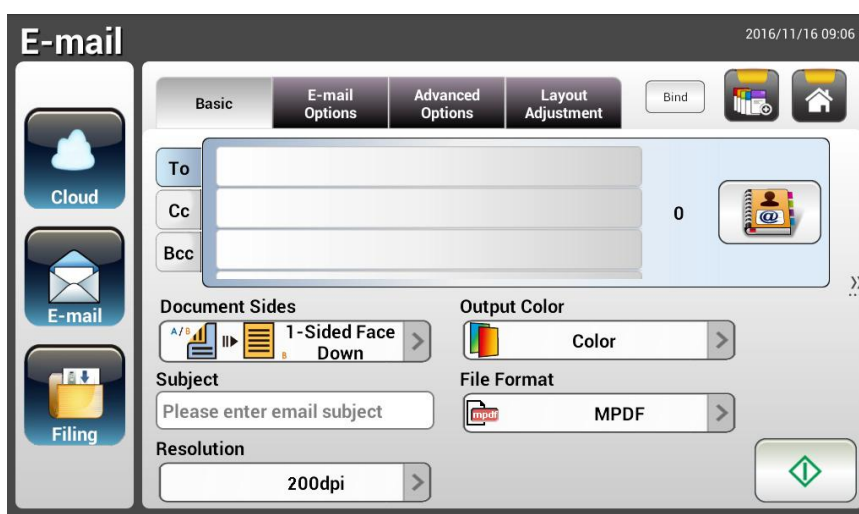 E-mail
2016/11/16 09:06
Basic
E-mail
Options
Advanced
Options
Layout
Adjustment
Bind
To
Cc
Bcc
0
@
Cloud
E-mail
Filing
Document Sides
Output Color
A/B
B
1-Sided Face
Down
Color
Subject
File Format
Please enter email subject
mpdf
MPDF
Resolution
200dpi